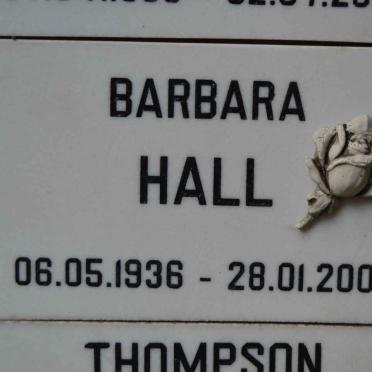 BARBARA
HALL
06.05.1936 - 28.01.200
THOMPSON